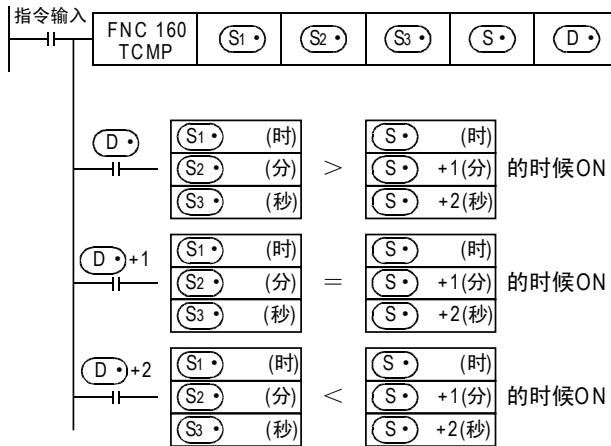 指令输入
FNC 160 TCMP S1• S2• S3• S• D•
D•
S1• (时) S• (时)
S2• (分) > S• +1(分) 的时候ON
S3• (秒) S• +2(秒)
D•+1
S1• (时) S• (时)
S2• (分) = S• +1(分) 的时候ON
S3• (秒) S• +2(秒)
D•+2
S1• (时) S• (时)
S2• (分) < S• +1(分) 的时候ON
S3• (秒) S• +2(秒)